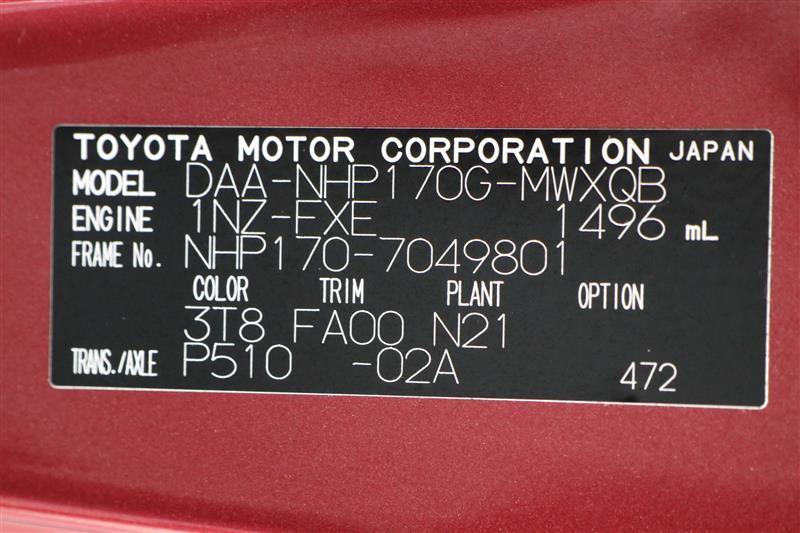 TOYOTA MOTOR CORPORATION JAPAN
MODEL DAA-NHP170G-MWXQB
ENGINE 1NZ-FXE 1496 mL
FRAME No. NHP170-7049801
COLOR TRIM PLANT OPTION
3T8 FA00 N21
TRANS./AXLE P510 -02A 472